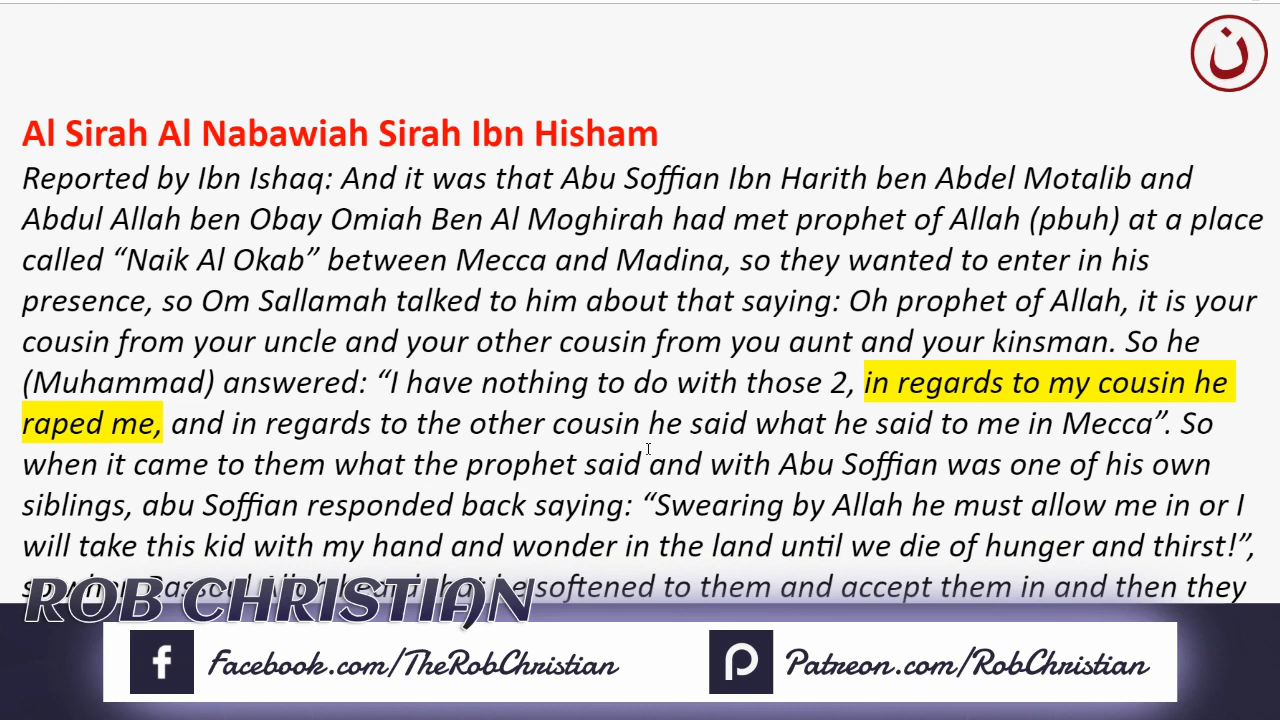 ن
Al Sirah Al Nabawiah Sirah Ibn Hisham
Reported by Ibn Ishaq: And it was that Abu Soffian Ibn Harith ben Abdel Motalib and
Abdul Allah ben Obay Omiah Ben Al Moghirah had met prophet of Allah (pbuh) at a place
called “Naik Al Okab” between Mecca and Madina, so they wanted to enter in his
presence, so Om Sallamah talked to him about that saying: Oh prophet of Allah, it is your
cousin from your uncle and your other cousin from you aunt and your kinsman. So he
(Muhammad) answered: “I have nothing to do with those 2, in regards to my cousin he
raped me, and in regards to the other cousin he said what he said to me in Mecca”. So
when it came to them what the prophet said and with Abu Soffian was one of his own
siblings, abu Soffian responded back saying: “Swearing by Allah he must allow me in or I
will take this kid with my hand and wonder in the land until we die of hunger and thirst!”,
he softened to them and accept them in and then they
ROB CHRISTIAN
f Facebook.com/TheRobChristian
Patreon.com/RobChristian